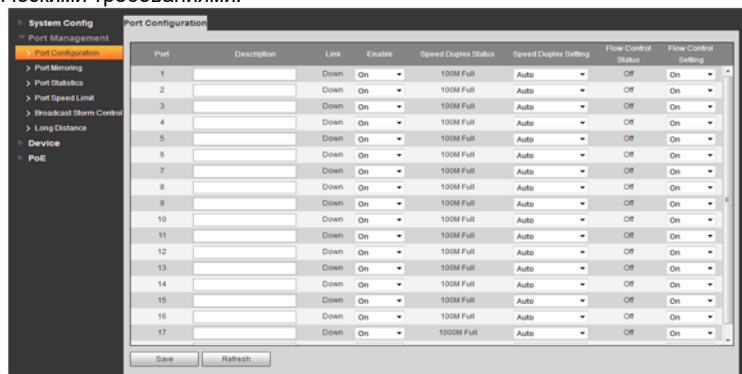 ческими требованиями.
System Config
Port Management
> Port Configuration
> Port Mirroring
> Port Statistics
> Port Speed Limit
> Broadcast Storm Control
> Long Distance
Device
PoE
Port Configuration
Port Description Link Enable Speed Duplex Status Speed Duplex Setting Flow Control Status Flow Control Setting
1 Down On 100M Full Auto Off On
2 Down On 100M Full Auto Off On
3 Down On 100M Full Auto Off On
4 Down On 100M Full Auto Off On
5 Down On 100M Full Auto Off On
6 Down On 100M Full Auto Off On
7 Down On 100M Full Auto Off On
8 Down On 100M Full Auto Off On
9 Down On 100M Full Auto Off On
10 Down On 100M Full Auto Off On
11 Down On 100M Full Auto Off On
12 Down On 100M Full Auto Off On
13 Down On 100M Full Auto Off On
14 Down On 100M Full Auto Off On
15 Down On 100M Full Auto Off On
16 Down On 100M Full Auto Off On
17 Down On 1000M Full Auto Off On
Save Refresh